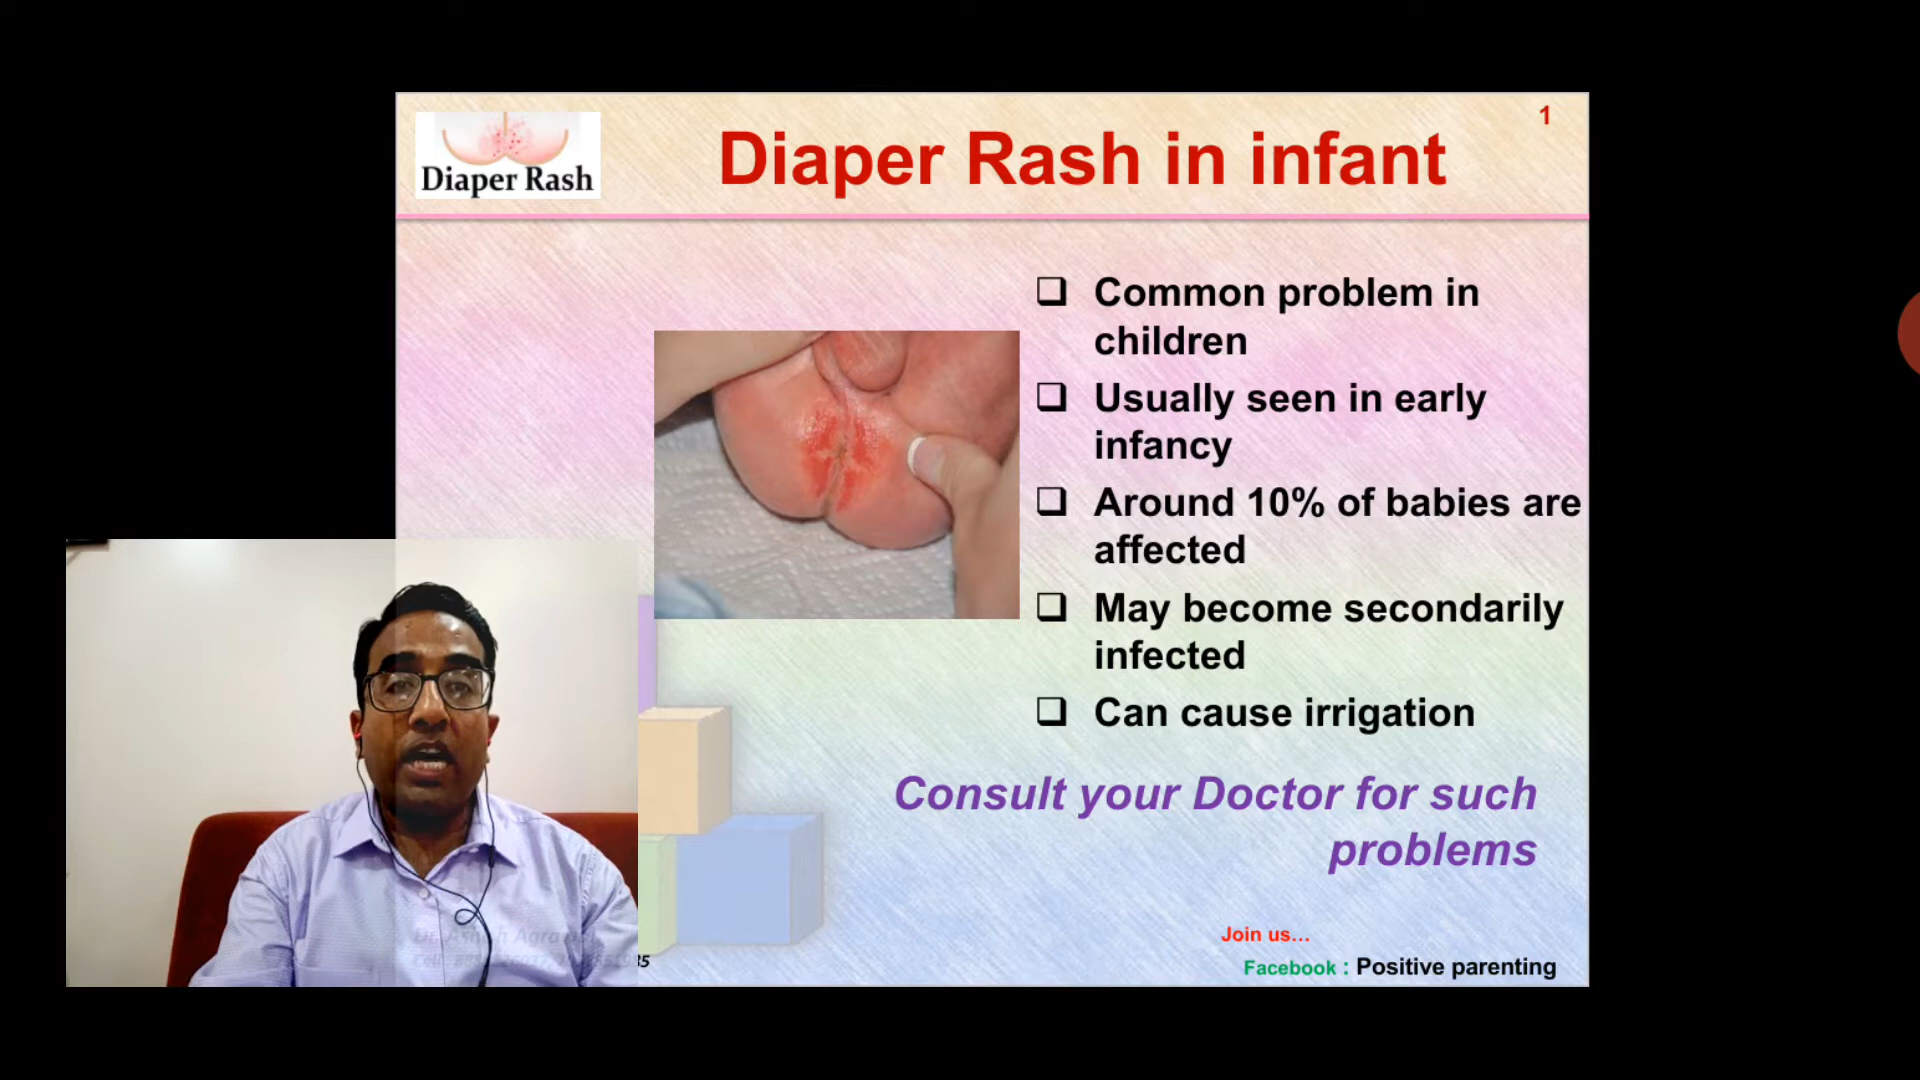 1
Diaper Rash
Diaper Rash in infant
❑ Common problem in
children
❑ Usually seen in early
infancy
❑ Around 10% of babies are
affected
❑ May become secondarily
infected
❑ Can cause irrigation
Consult your Doctor for such
problems
Join us...
Facebook : Positive parenting